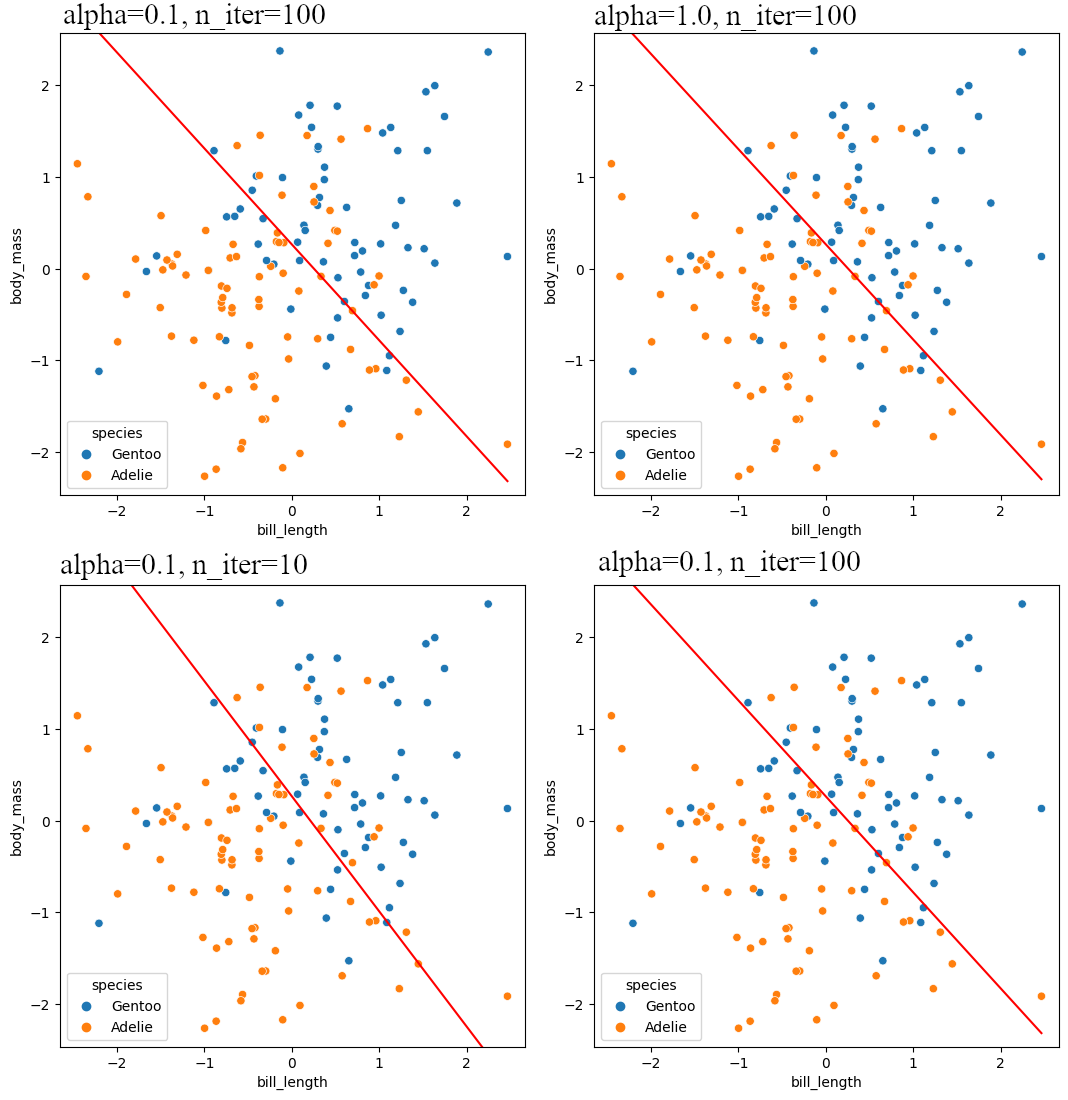 alpha=0.1, n_iter=100
2
1
0
−1
−2
body_mass
species
Gentoo
Adelie
−2 −1 0 1 2
bill_length
alpha=1.0, n_iter=100
2
1
0
−1
−2
body_mass
species
Gentoo
Adelie
−2 −1 0 1 2
bill_length
alpha=0.1, n_iter=10
2
1
0
−1
−2
body_mass
species
Gentoo
Adelie
−2 −1 0 1 2
bill_length
alpha=0.1, n_iter=100
2
1
0
−1
−2
body_mass
species
Gentoo
Adelie
−2 −1 0 1 2
bill_length